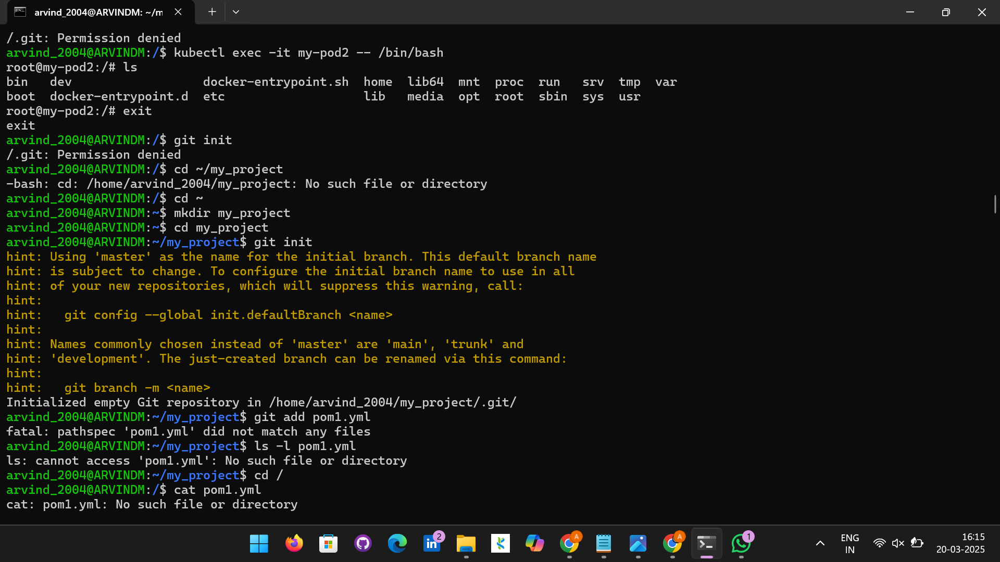 arvind_2004@ARVINDM: ~/m
/.git: Permission denied
arvind_2004@ARVINDM:/$ kubectl exec -it my-pod2 -- /bin/bash
root@my-pod2:/# ls
bin   dev                  docker-entrypoint.sh  home  lib64  mnt  proc  run   srv  tmp  var
boot  docker-entrypoint.d  etc                   lib   media  opt  root  sbin  sys  usr
root@my-pod2:/# exit
exit
arvind_2004@ARVINDM:/$ git init
/.git: Permission denied
arvind_2004@ARVINDM:/$ cd ~/my_project
-bash: cd: /home/arvind_2004/my_project: No such file or directory
arvind_2004@ARVINDM:/$ cd ~
arvind_2004@ARVINDM:~$ mkdir my_project
arvind_2004@ARVINDM:~$ cd my_project
arvind_2004@ARVINDM:~/my_project$ git init
hint: Using 'master' as the name for the initial branch. This default branch name
hint: is subject to change. To configure the initial branch name to use in all
hint: of your new repositories, which will suppress this warning, call:
hint:
hint:   git config --global init.defaultBranch <name>
hint:
hint: Names commonly chosen instead of 'master' are 'main', 'trunk' and
hint: 'development'. The just-created branch can be renamed via this command:
hint:
hint:   git branch -m <name>
Initialized empty Git repository in /home/arvind_2004/my_project/.git/
arvind_2004@ARVINDM:~/my_project$ git add pom1.yml
fatal: pathspec 'pom1.yml' did not match any files
arvind_2004@ARVINDM:~/my_project$ ls -l pom1.yml
ls: cannot access 'pom1.yml': No such file or directory
arvind_2004@ARVINDM:~/my_project$ cd /
arvind_2004@ARVINDM:/$ cat pom1.yml
cat: pom1.yml: No such file or directory
in 2
A
A
1
ENG
IN
16:15
20-03-2025